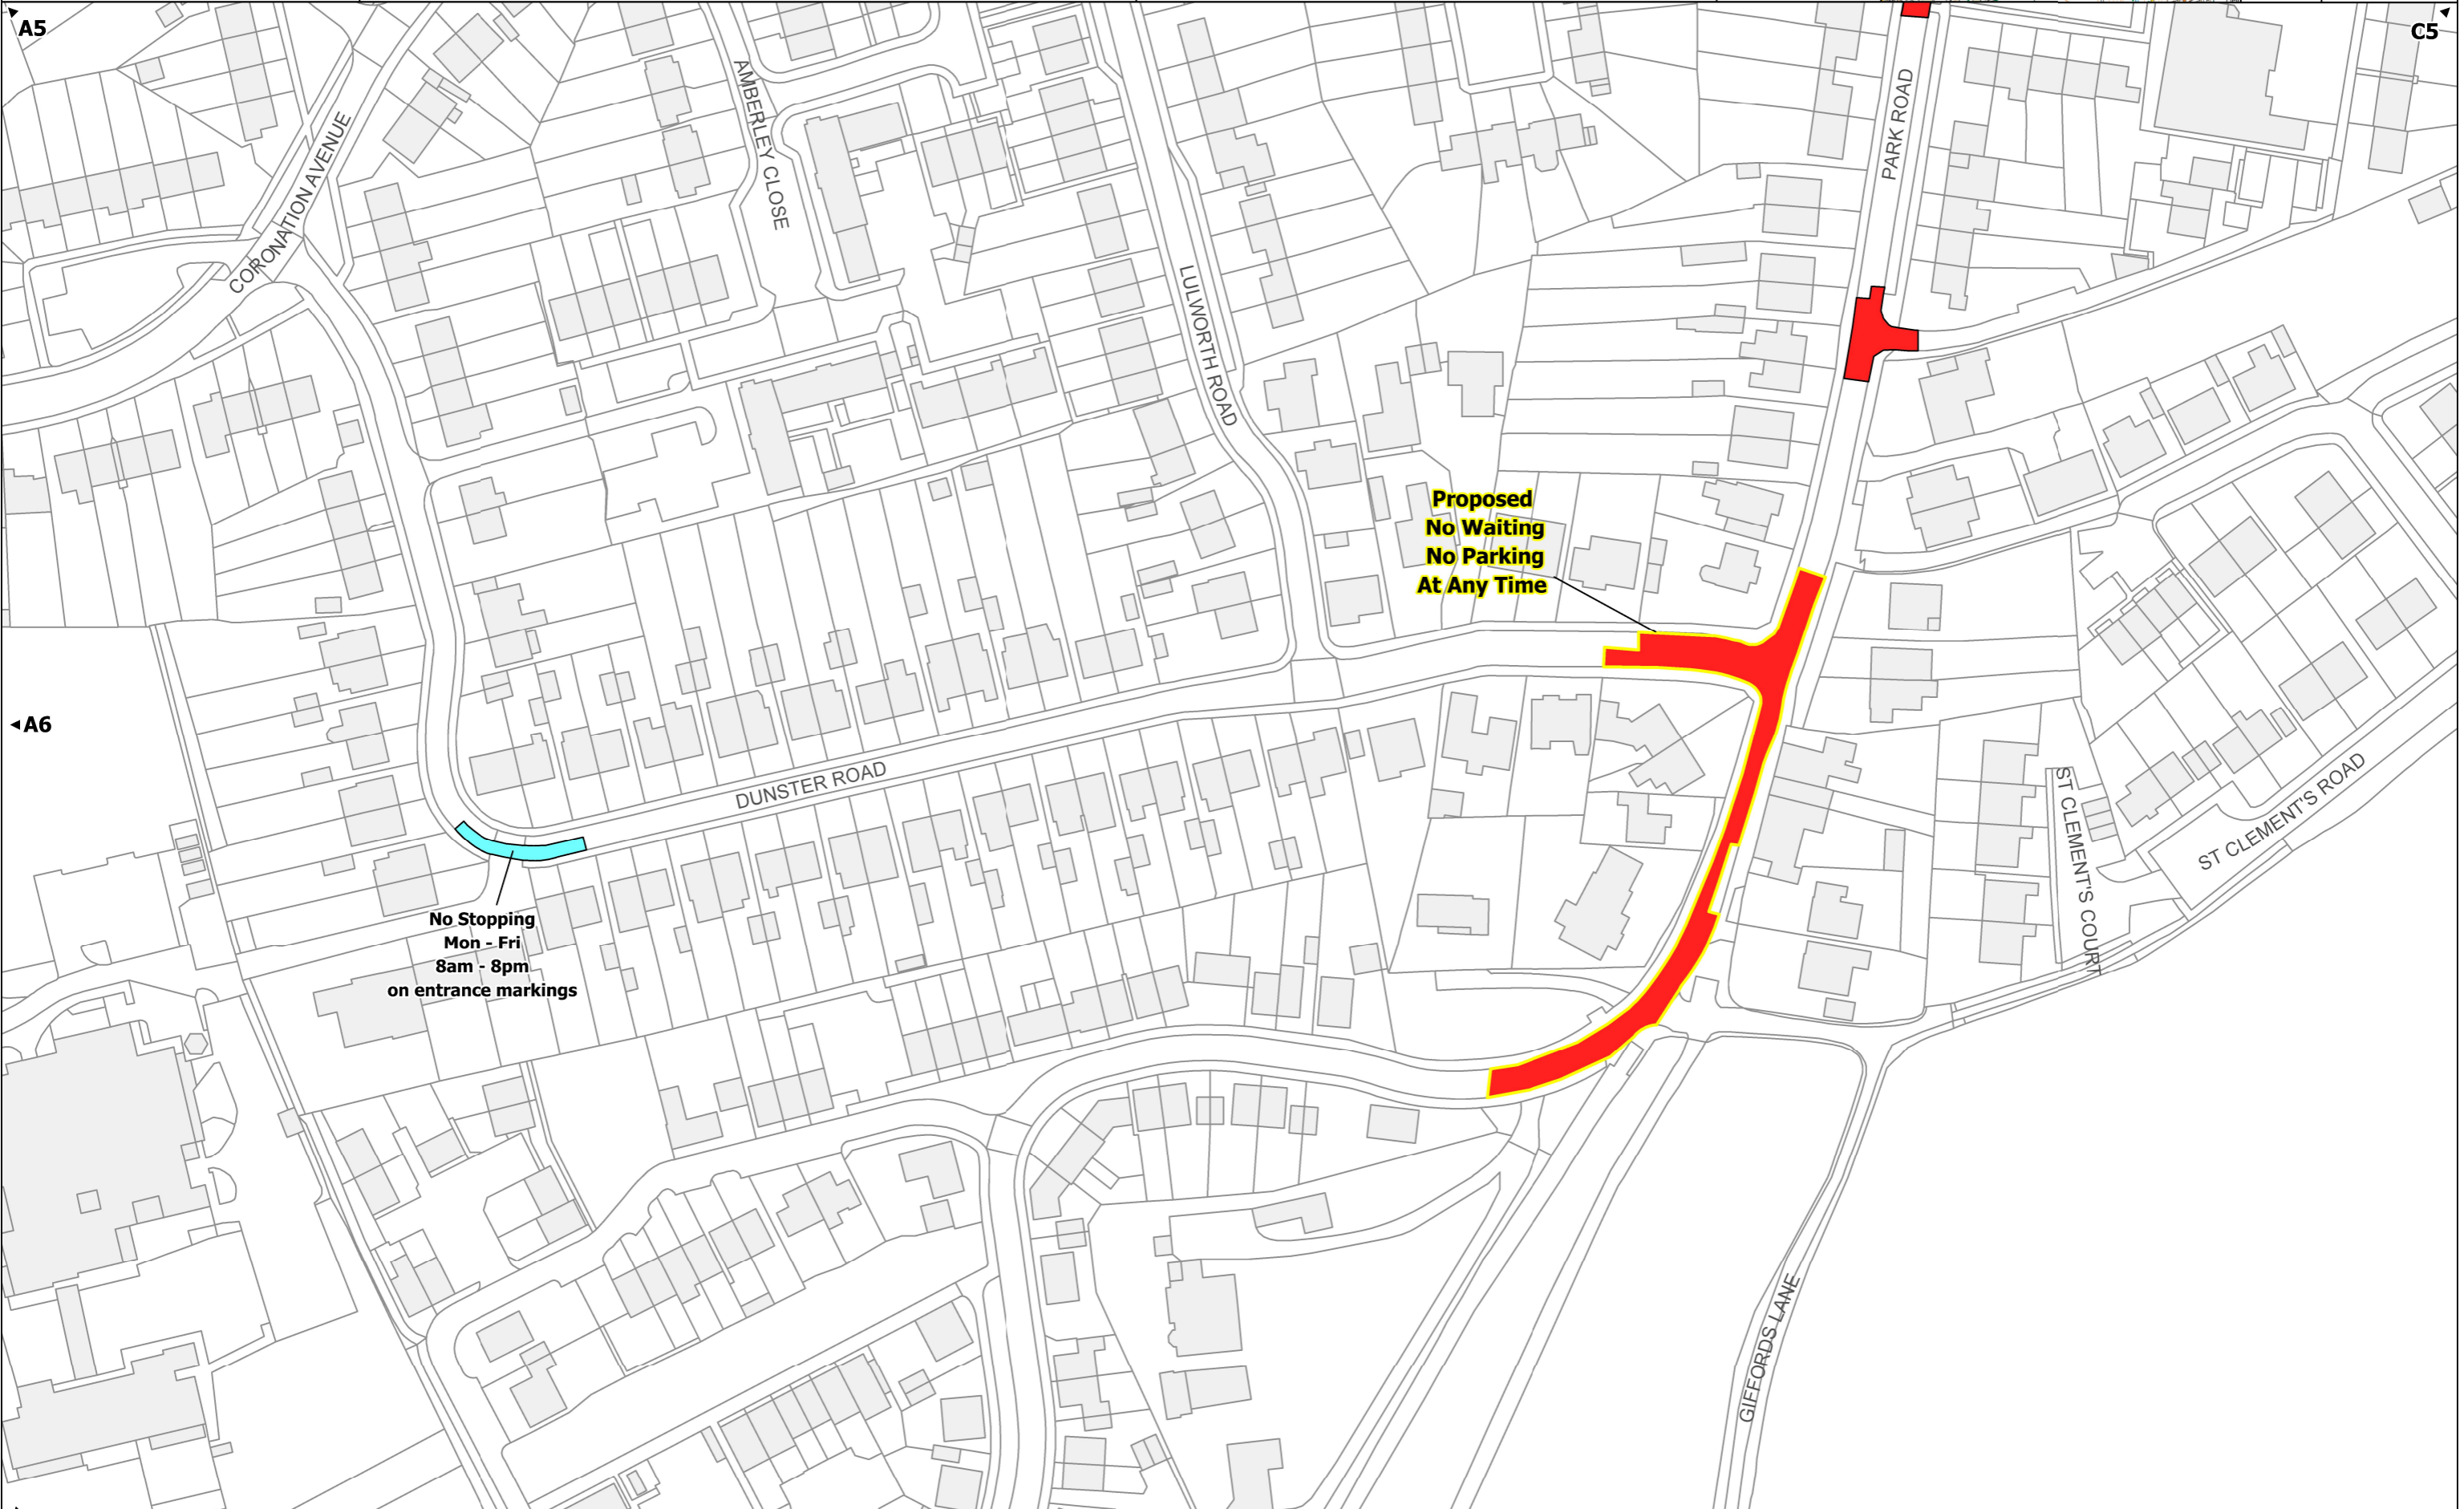 A5
C5
CORONATION AVENUE
AMBERLEY CLOSE
LULWORTH ROAD
PARK ROAD
Proposed
No Waiting
No Parking
At Any Time
A6
DUNSTER ROAD
ST CLEMENT'S COURT
ST CLEMENT'S ROAD
No Stopping
Mon - Fri
8am - 8pm
on entrance markings
GIFFORDS LANE